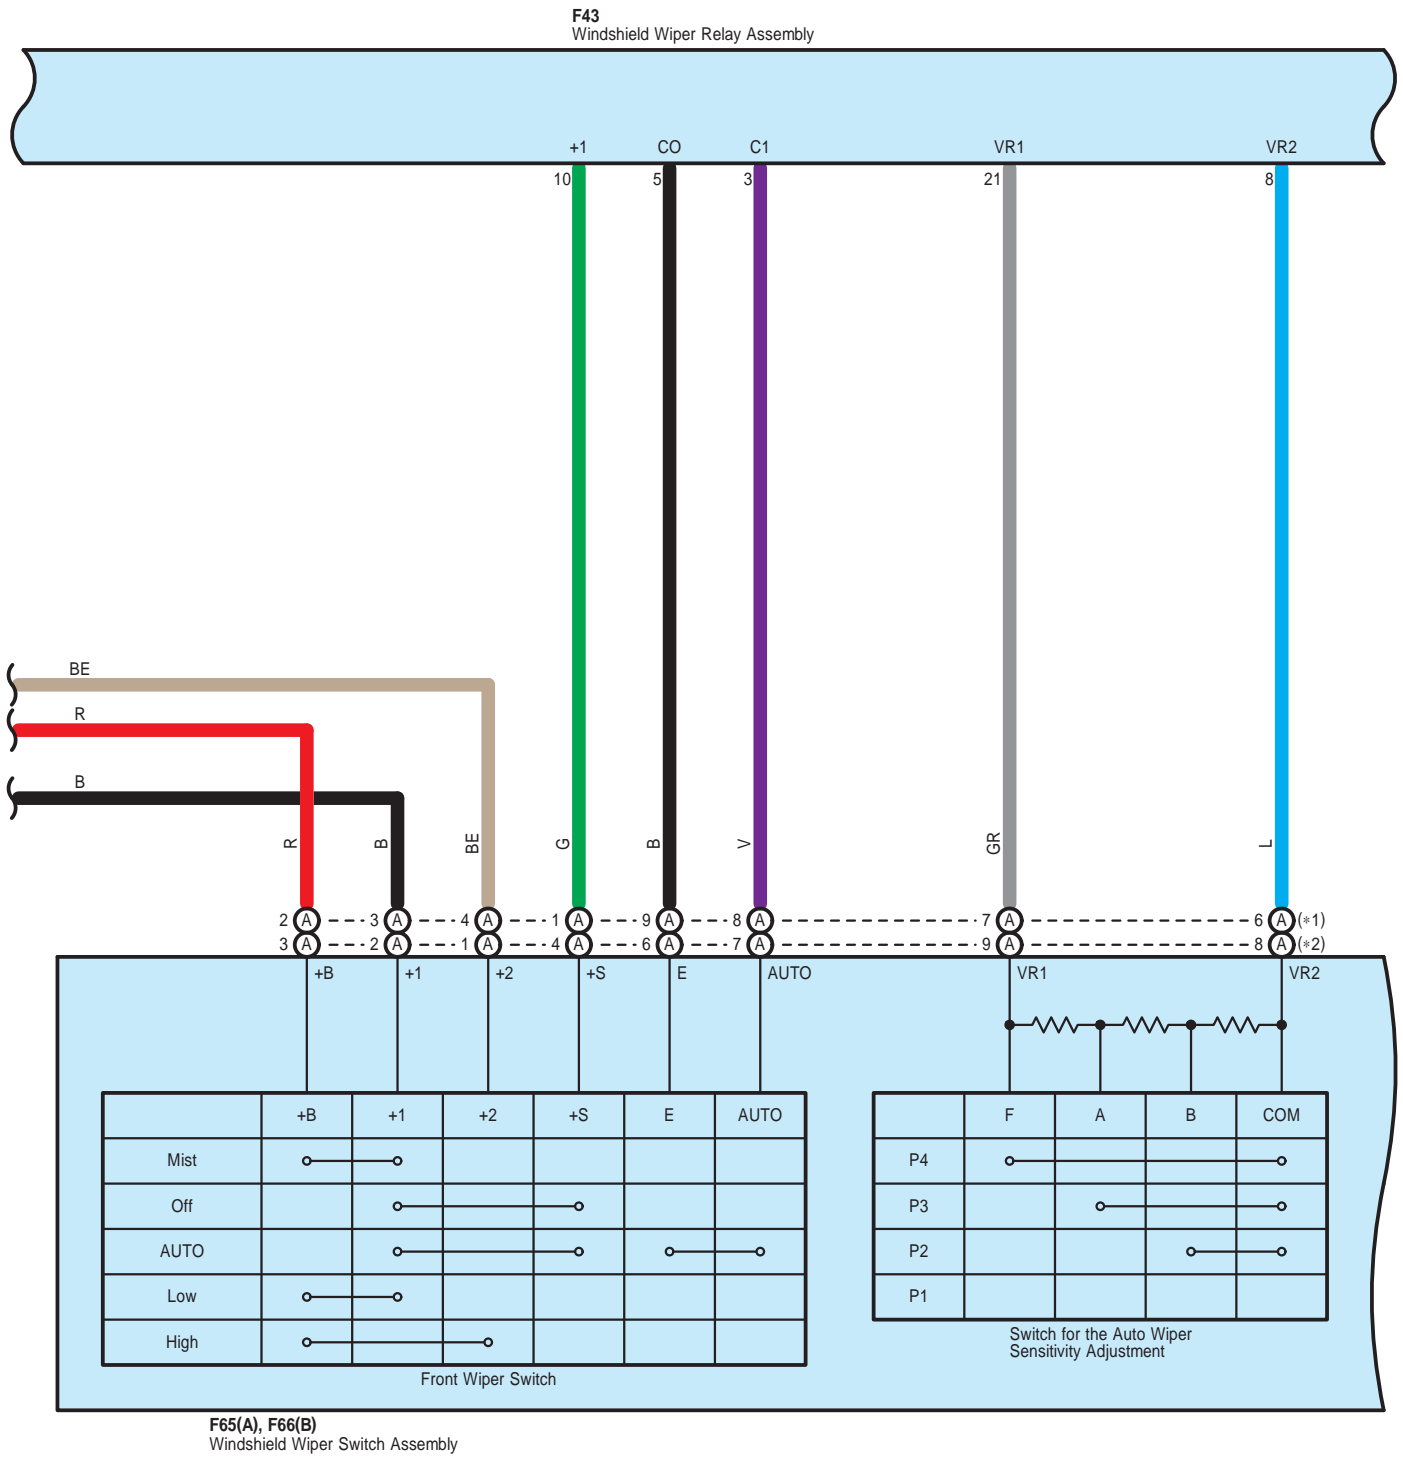 F43
Windshield Wiper Relay Assembly
+1 CO C1 VR1 VR2
10 5 3 21 8
BE
R
B
R B BE G B V GR L
2 A 3 A 4 A 1 A 9 A 8 A 7 A 6 A (*1)
3 A 2 A 1 A 4 A 6 A 7 A 9 A 8 A (*2)
+B +1 +2 +S E AUTO VR1 VR2
+B +1 +2 +S E AUTO F A B COM
Mist P4
Off P3
AUTO P2
Low P1
High
Switch for the Auto Wiper
Sensitivity Adjustment
Front Wiper Switch
F65(A), F66(B)
Windshield Wiper Switch Assembly